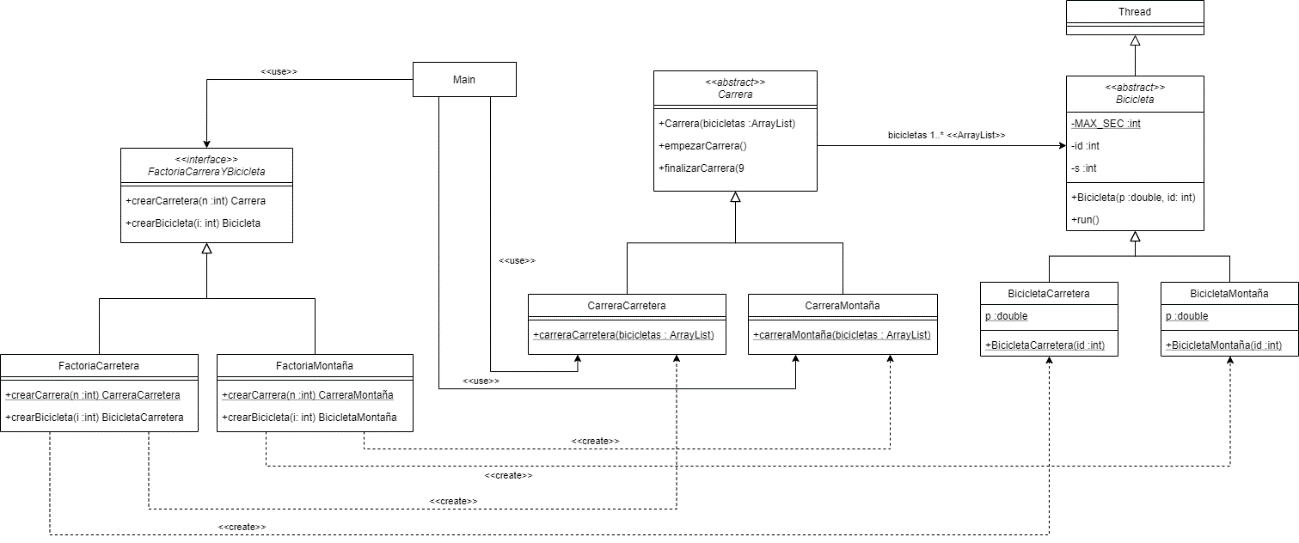 Thread
<<use>>
Main
<<abstract>>
Carrera
+Carrera(bicicletas :ArrayList)
+empezarCarrera()
+finalizarCarrera(9
bicicletas 1..* <<ArrayList>>
<<abstract>>
Bicicleta
-MAX_SEC :int
-id :int
-s :int
+Bicicleta(p :double, id: int)
+run()
<<interface>>
FactoriaCarreraYBicicleta
+crearCarretera(n :int) Carrera
+crearBicicleta(i: int) Bicicleta
<<use>>
<<use>>
CarreraCarretera
+carreraCarretera(bicicletas : ArrayList)
CarreraMontaña
+carreraMontaña(bicicletas : ArrayList)
BicicletaCarretera
p :double
+BicicletaCarretera(id :int)
BicicletaMontaña
p :double
+BicicletaMontaña(id :int)
FactoriaCarretera
+crearCarrera(n :int) CarreraCarretera
+crearBicicleta(i :int) BicicletaCarretera
FactoriaMontaña
+crearCarrera(n :int) CarreraMontaña
+crearBicicleta(i: int) BicicletaMontaña
<<create>>
<<create>>
<<create>>
<<create>>